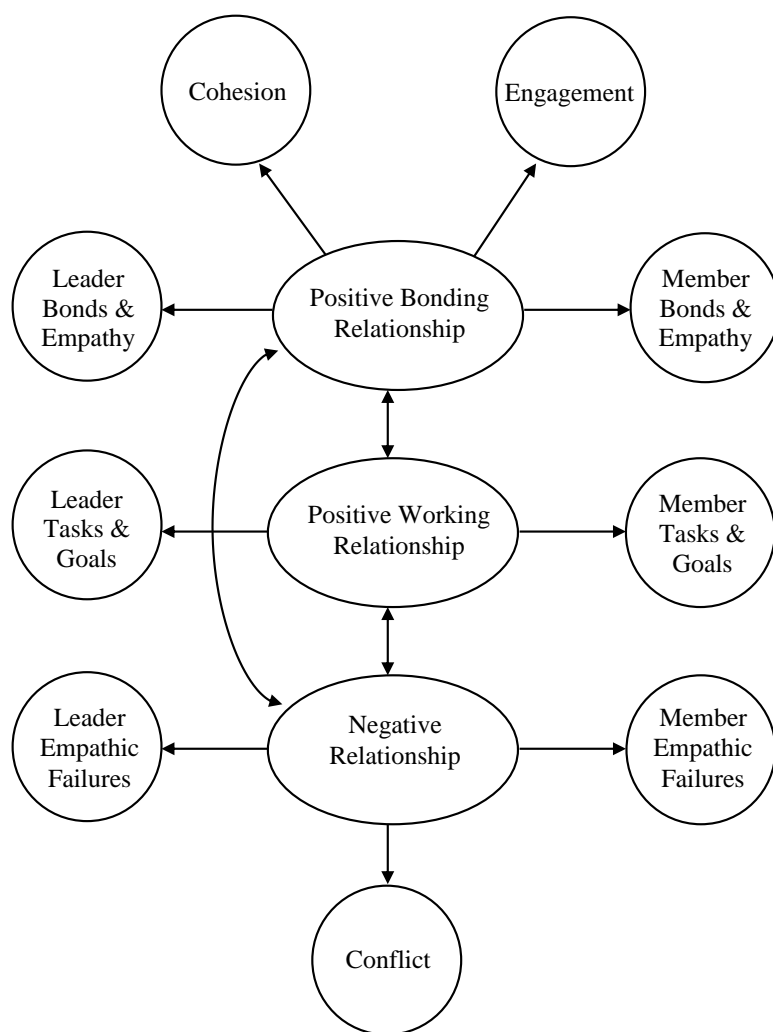 Cohesion
Engagement
Leader
Bonds &
Empathy
Positive Bonding
Relationship
Member
Bonds &
Empathy
Leader
Tasks &
Goals
Positive Working
Relationship
Member
Tasks &
Goals
Leader
Empathic
Failures
Negative
Relationship
Member
Empathic
Failures
Conflict